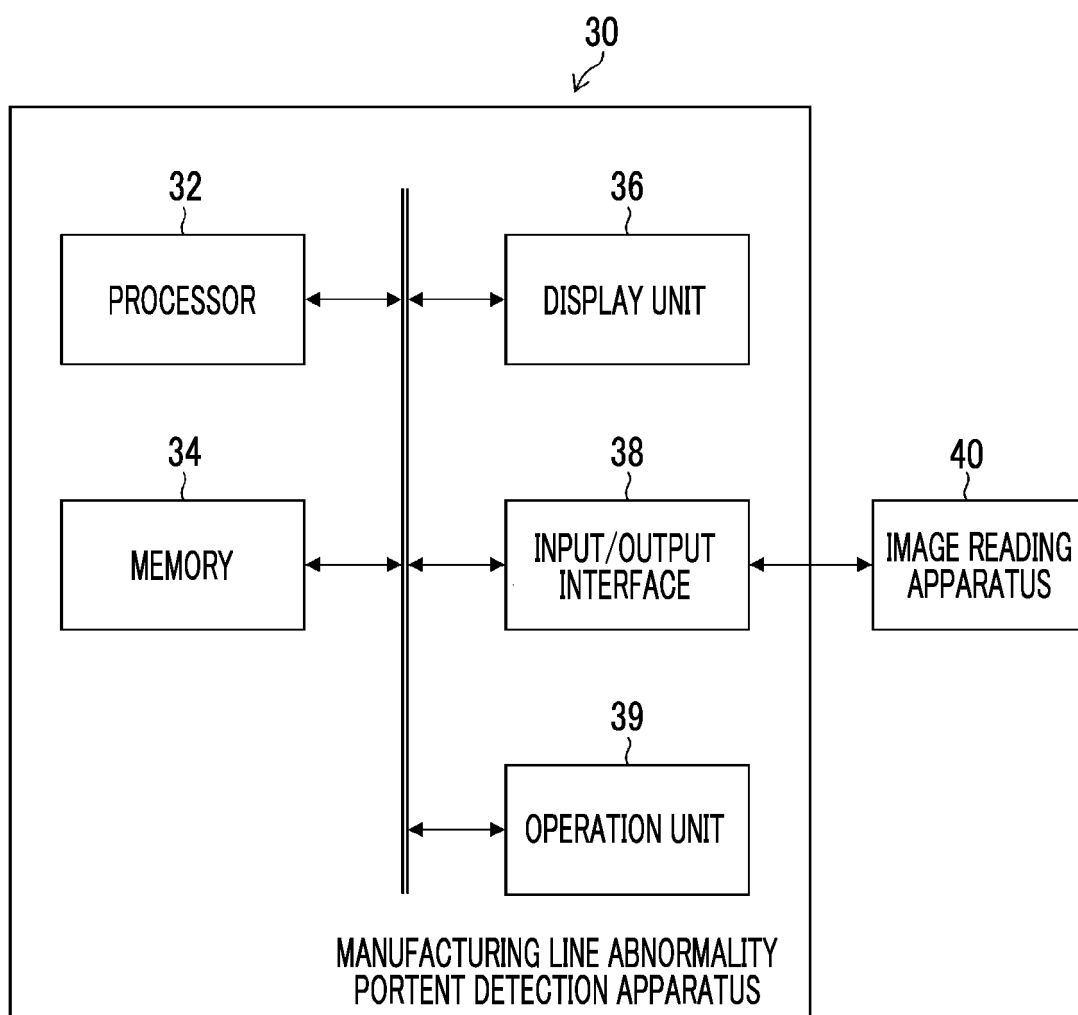 30
32
36
PROCESSOR
DISPLAY UNIT
34
38
40
MEMORY
INPUT/OUTPUT
INTERFACE
IMAGE READING
APPARATUS
39
OPERATION UNIT
MANUFACTURING LINE ABNORMALITY
PORTENT DETECTION APPARATUS